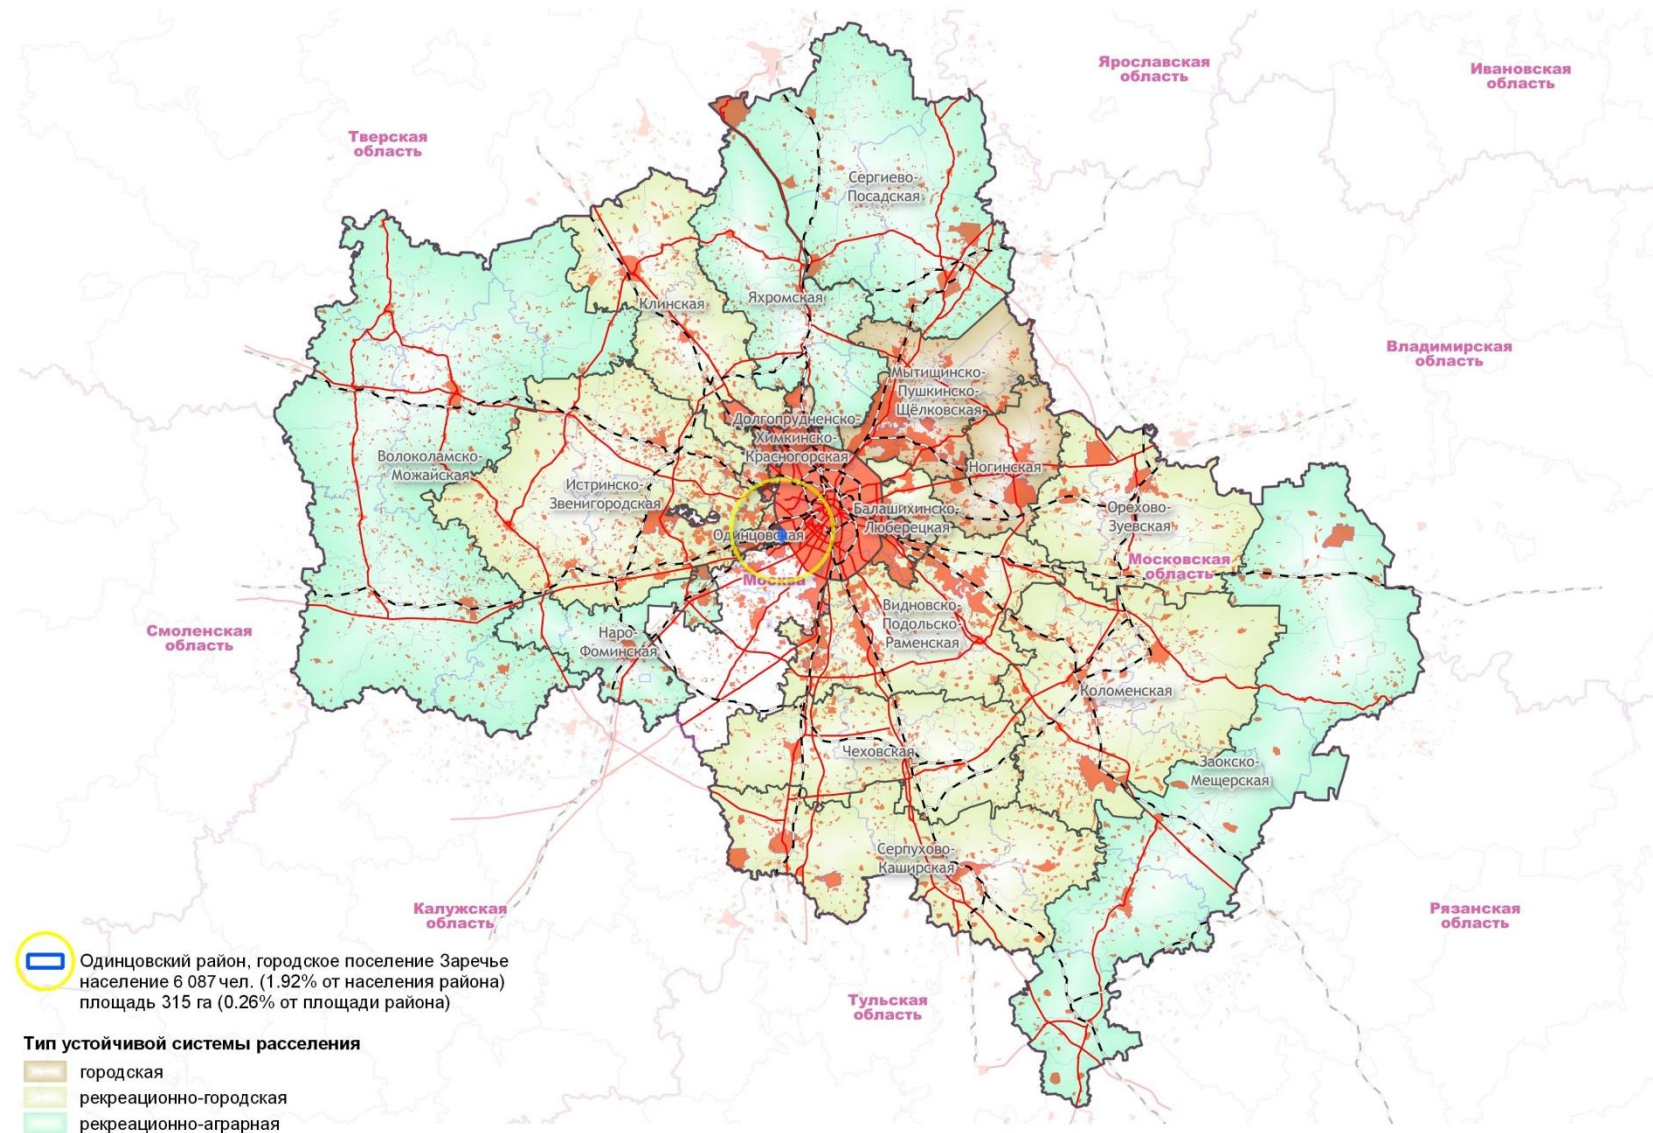 Ярославская
область
Ивановская
область
Тверская
область
Сергиево-
Посадская
Клинская
Яхромская
Владимирская
область
Мытищинско-
Пушкинско-
Щёлковская
Долгопрудненско-
Химкинско-
Красногорская
Волоколамско-
Можайская
Ногинская
Истринско-
Звенигородская
Балашихинско-
Люберецкая
Орехово-
Зуевская
Одинцовская
Московская
область
Москва
Смоленская
область
Наро-
Фоминская
Видновско-
Подольско-
Раменская
Коломенская
Чеховская
Заокско-
Мещерская
Серпухово-
Каширская
Калужская
область
Рязанская
область
Тульская
область
Одинцовский район, городское поселение Заречье
население 6 087 чел. (1.92% от населения района)
площадь 315 га (0.26% от площади района)
Тип устойчивой системы расселения
городская
рекреационно-городская
рекреационно-аграрная